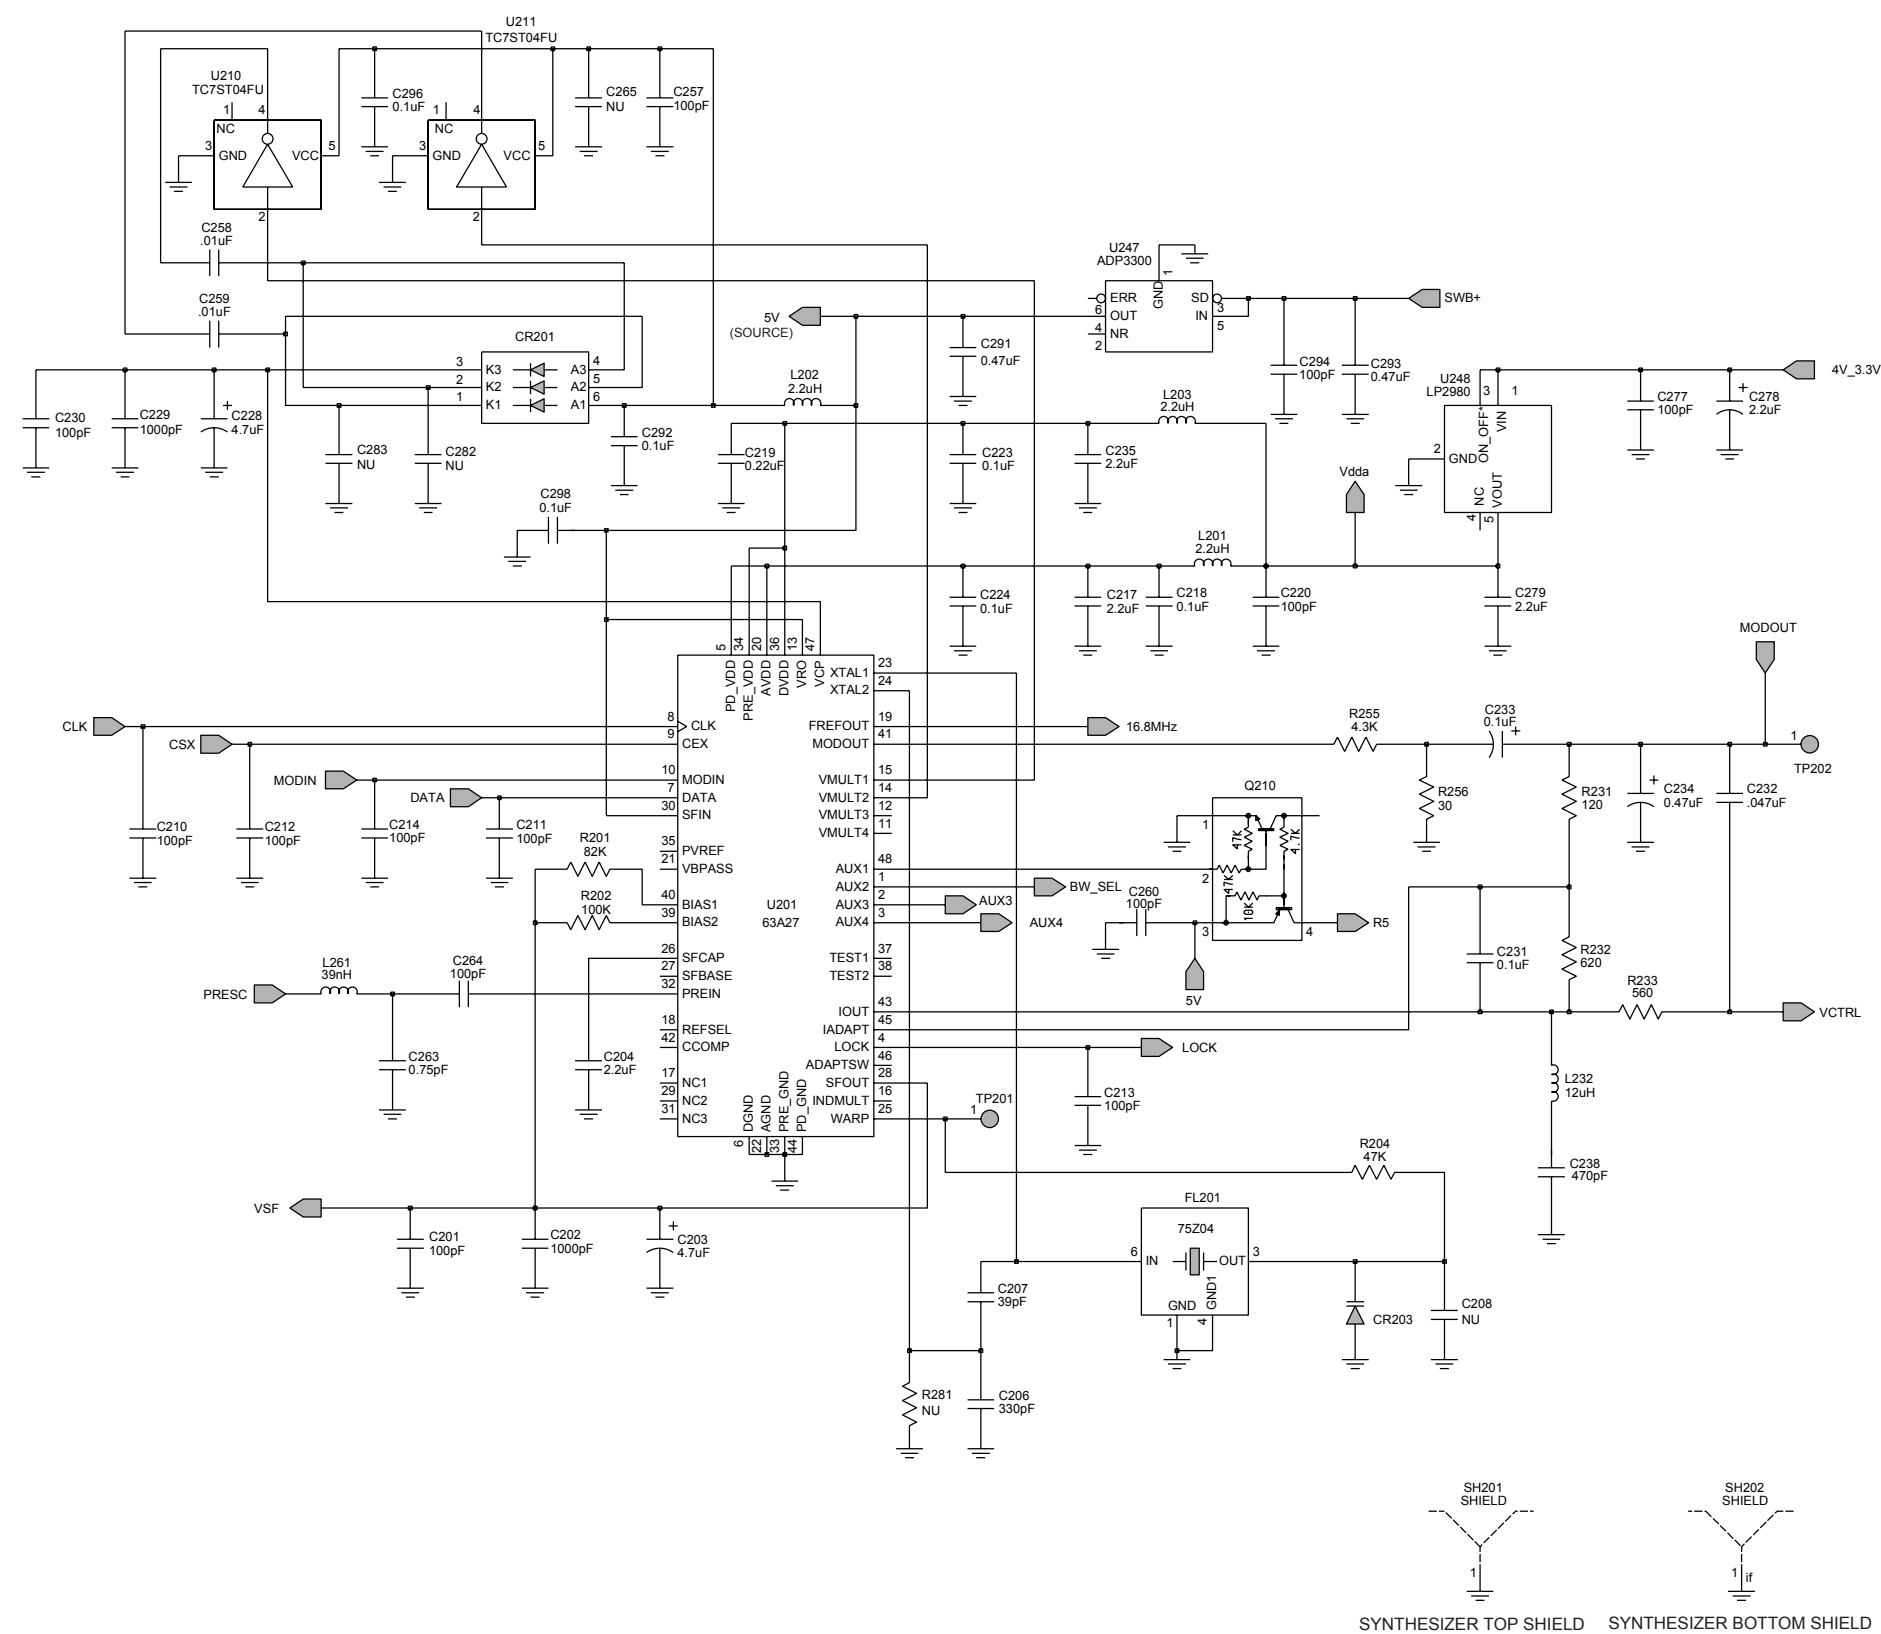 U211
TC7ST04FU
U210
TC7ST04FU
1
4
NC
3
GND
VCC
5
2
C296
0.1uF
1
4
NC
3
GND
VCC
5
2
C265
NU
C257
100pF
C258
.01uF
C259
.01uF
CR201
3
K3
A3
4
2
K2
A2
5
1
K1
A1
6
5V
(SOURCE)
L202
2.2uH
U247
ADP3300
GND
1
ERR
SD
3
6
OUT
IN
5
4
NR
2
SWB+
C291
0.47uF
C294
100pF
C293
0.47uF
U248
LP2980
3
1
ON_OFF*
VIN
2
GND
NC
VOUT
4
5
4V_3.3V
C277
100pF
C278
2.2uF
+
C230
100pF
C229
1000pF
+
C228
4.7uF
C283
NU
C282
NU
C292
0.1uF
C219
0.22uF
C223
0.1uF
C235
2.2uF
L203
2.2uH
Vdda
C298
0.1uF
L201
2.2uH
C224
0.1uF
C217
2.2uF
C218
0.1uF
C220
100pF
C279
2.2uF
MODOUT
5
34
20
36
13
47
PD_VDD
PRE_VDD
AVDD
DVDD
VRO
VCP
XTAL1
23
XTAL2
24
CLK
8
CLK
CSX
9
CEX
FREFOUT
19
16.8MHz
MODOUT
41
MODIN
10
MODIN
DATA
7
DATA
30
SFIN
VMULT1
15
VMULT2
14
VMULT3
12
VMULT4
11
R255
4.3K
C233
0.1uF
+
1
TP202
R256
30
R231
120
+
C234
0.47uF
C232
.047uF
C210
100pF
C212
100pF
C214
100pF
C211
100pF
R201
82K
35
PVREF
21
VBPASS
AUX1
48
AUX2
1
BW_SEL
AUX3
2
AUX3
AUX4
3
AUX4
Q210
1
47K
4.7K
2
47K
10K
3
4
R5
C260
100pF
5V
R202
100K
40
BIAS1
39
BIAS2
U201
63A27
26
SFCAP
27
SFBASE
32
PREIN
TEST1
37
TEST2
38
C231
0.1uF
R232
620
R233
560
L261
39nH
C264
100pF
PRESC
IOUT
43
IADAPT
45
LOCK
4
LOCK
VCTRL
18
REFSEL
42
CCOMP
ADAPTSW
46
SFOUT
28
INDMULT
16
WARP
25
C263
0.75pF
C204
2.2uF
17
NC1
29
NC2
31
NC3
DGND
AGND
PRE_GND
PD_GND
6
22
33
44
TP201
1
C213
100pF
L232
12uH
R204
47K
C238
470pF
VSF
C201
100pF
C202
1000pF
+
C203
4.7uF
FL201
75Z04
6
IN
OUT
3
GND
GND1
1
4
C207
39pF
CR203
C208
NU
R281
NU
C206
330pF
SH201
SHIELD
1
SYNTHESIZER TOP SHIELD
SH202
SHIELD
1
if
SYNTHESIZER BOTTOM SHIELD